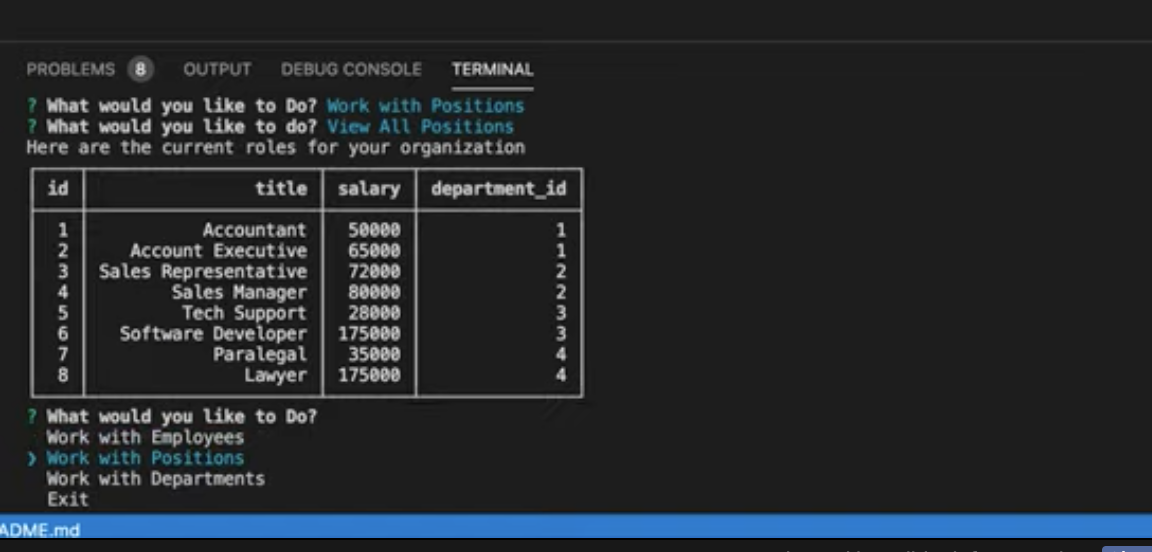 PROBLEMS 8 OUTPUT DEBUG CONSOLE TERMINAL
? What would you like to Do? Work with Positions
? What would you like to do? View All Positions
Here are the current roles for your organization
id title salary department_id
1 Accountant 50000 1
2 Account Executive 65000 1
3 Sales Representative 72000 2
4 Sales Manager 80000 2
5 Tech Support 28000 3
6 Software Developer 175000 3
7 Paralegal 35000 4
8 Lawyer 175000 4
? What would you like to Do?
Work with Employees
❯ Work with Positions
Work with Departments
Exit
ADME.md